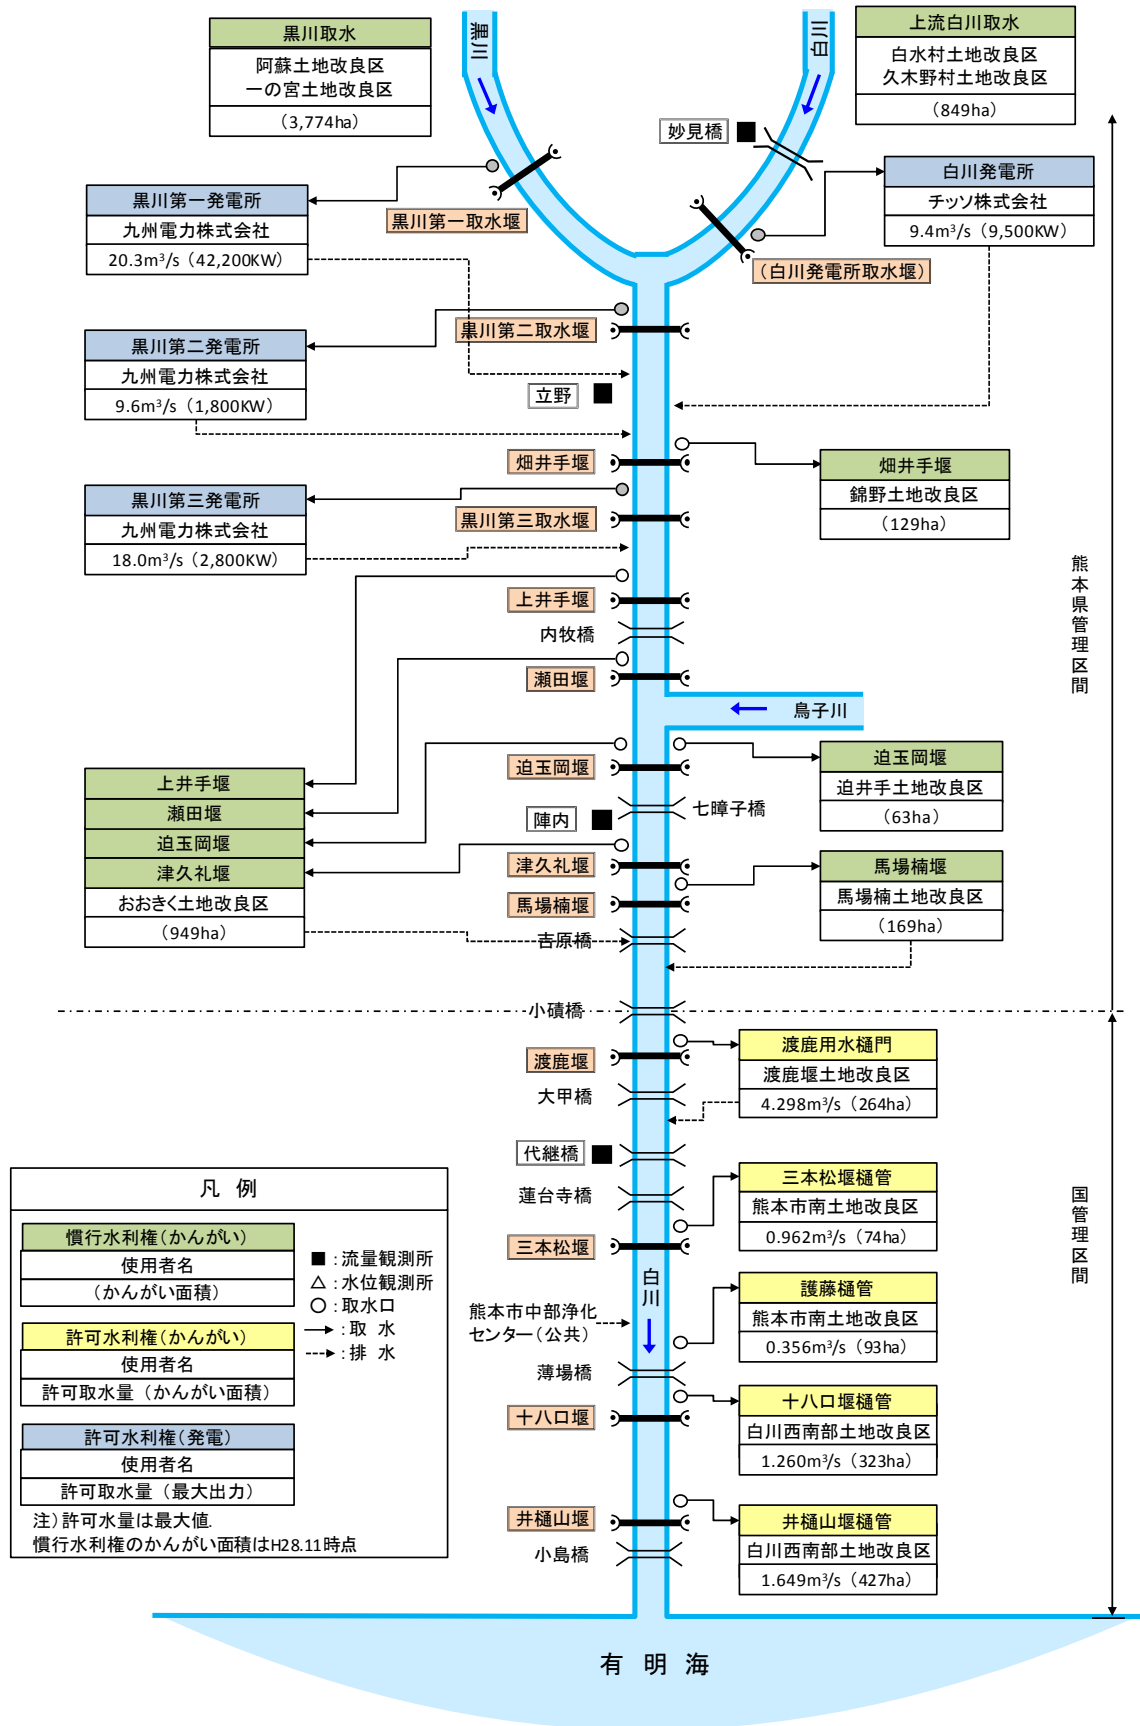 黒川取水
阿蘇土地改良区
一の宮土地改良区
（3,774ha）
黒川
白川
上流白川取水
白水村土地改良区
久木野村土地改良区
（849ha）
妙見橋
黒川第一発電所
九州電力株式会社
20.3m³/s（42,200KW）
黒川第一取水堰
白川発電所
チッソ株式会社
9.4m³/s（9,500KW）
（白川発電所取水堰）
黒川第二取水堰
黒川第二発電所
九州電力株式会社
9.6m³/s（1,800KW）
立野
畑井手堰
畑井手堰
錦野土地改良区
（129ha）
黒川第三発電所
九州電力株式会社
18.0m³/s（2,800KW）
黒川第三取水堰
上井手堰
内牧橋
瀬田堰
鳥子川
熊本県管理区間
上井手堰
瀬田堰
迫玉岡堰
津久礼堰
おおきく土地改良区
（949ha）
迫玉岡堰
迫玉岡堰
迫井手土地改良区
（63ha）
七障子橋
陣内
津久礼堰
馬場楠堰
馬場楠堰
馬場楠土地改良区
（169ha）
吉原橋
小磧橋
渡鹿堰
渡鹿用水樋門
渡鹿堰土地改良区
4.298m³/s（264ha）
大甲橋
代継橋
蓮台寺橋
三本松堰
三本松堰樋管
熊本市南土地改良区
0.962m³/s（74ha）
国管理区間
白川
熊本市中部浄化
センター（公共）
護藤樋管
熊本市南土地改良区
0.356m³/s（93ha）
薄場橋
十八口堰
十八口堰樋管
白川西南部土地改良区
1.260m³/s（323ha）
井樋山堰
井樋山堰樋管
白川西南部土地改良区
1.649m³/s（427ha）
小島橋
凡 例
慣行水利権（かんがい）
使用者名
（かんがい面積）
許可水利権（かんがい）
使用者名
許可取水量（かんがい面積）
許可水利権（発電）
使用者名
許可取水量（最大出力）
■：流量観測所
△：水位観測所
○：取水口
→：取 水
⇢：排 水
注）許可水量は最大値.
慣行水利権のかんがい面積はH28.11時点
有 明 海